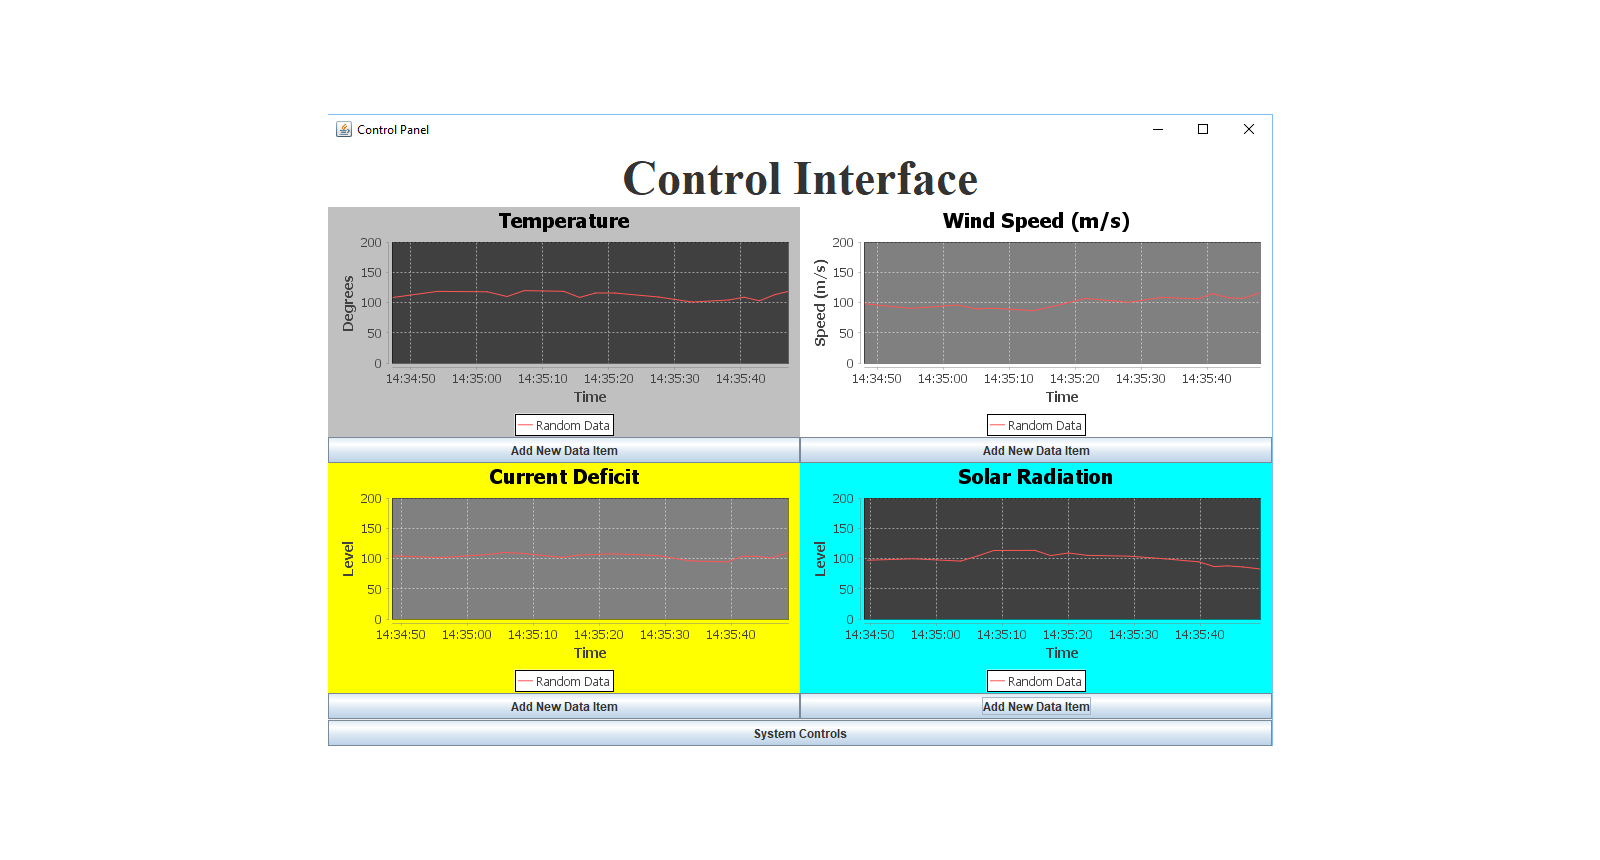 Control Panel
Control Interface
Temperature
200
150
100
50
0
Degrees
14:34:50 14:35:00 14:35:10 14:35:20 14:35:30 14:35:40
Time
Random Data
Add New Data Item
Wind Speed (m/s)
200
150
100
50
0
Speed (m/s)
14:34:50 14:35:00 14:35:10 14:35:20 14:35:30 14:35:40
Time
Random Data
Add New Data Item
Current Deficit
200
150
100
50
0
Level
14:34:50 14:35:00 14:35:10 14:35:20 14:35:30 14:35:40
Time
Random Data
Add New Data Item
Solar Radiation
200
150
100
50
0
Level
14:34:50 14:35:00 14:35:10 14:35:20 14:35:30 14:35:40
Time
Random Data
Add New Data Item
System Controls